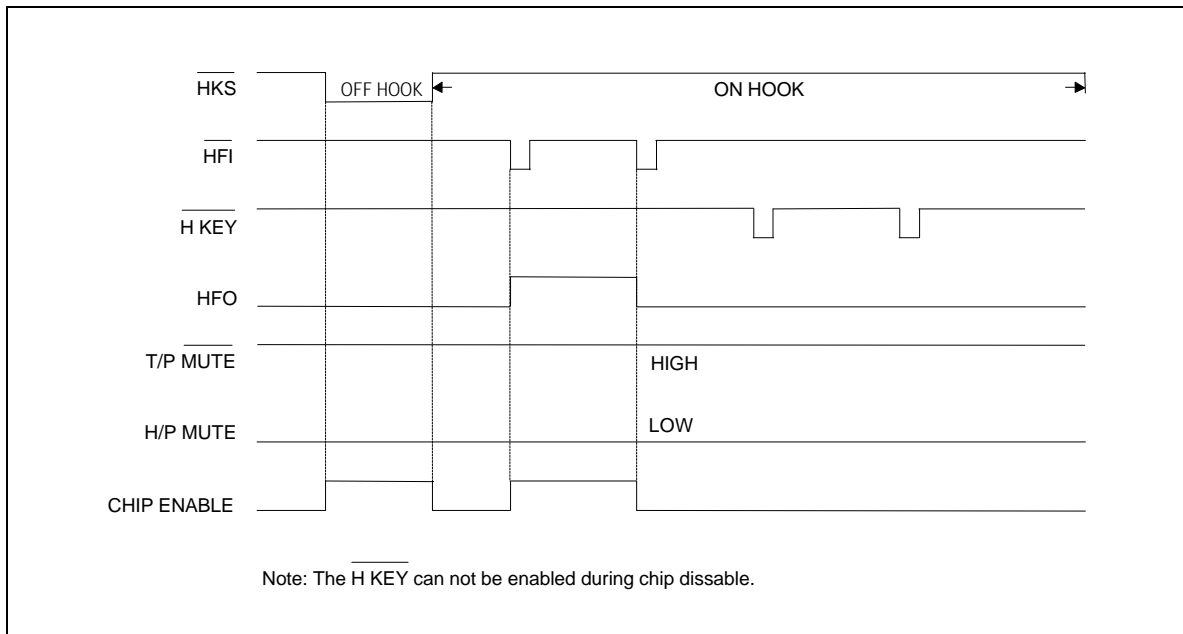 HKS
OFF HOOK
ON HOOK
HFI
H KEY
HFO
T/P MUTE
HIGH
H/P MUTE
LOW
CHIP ENABLE
Note: The H KEY can not be enabled during chip dissable.